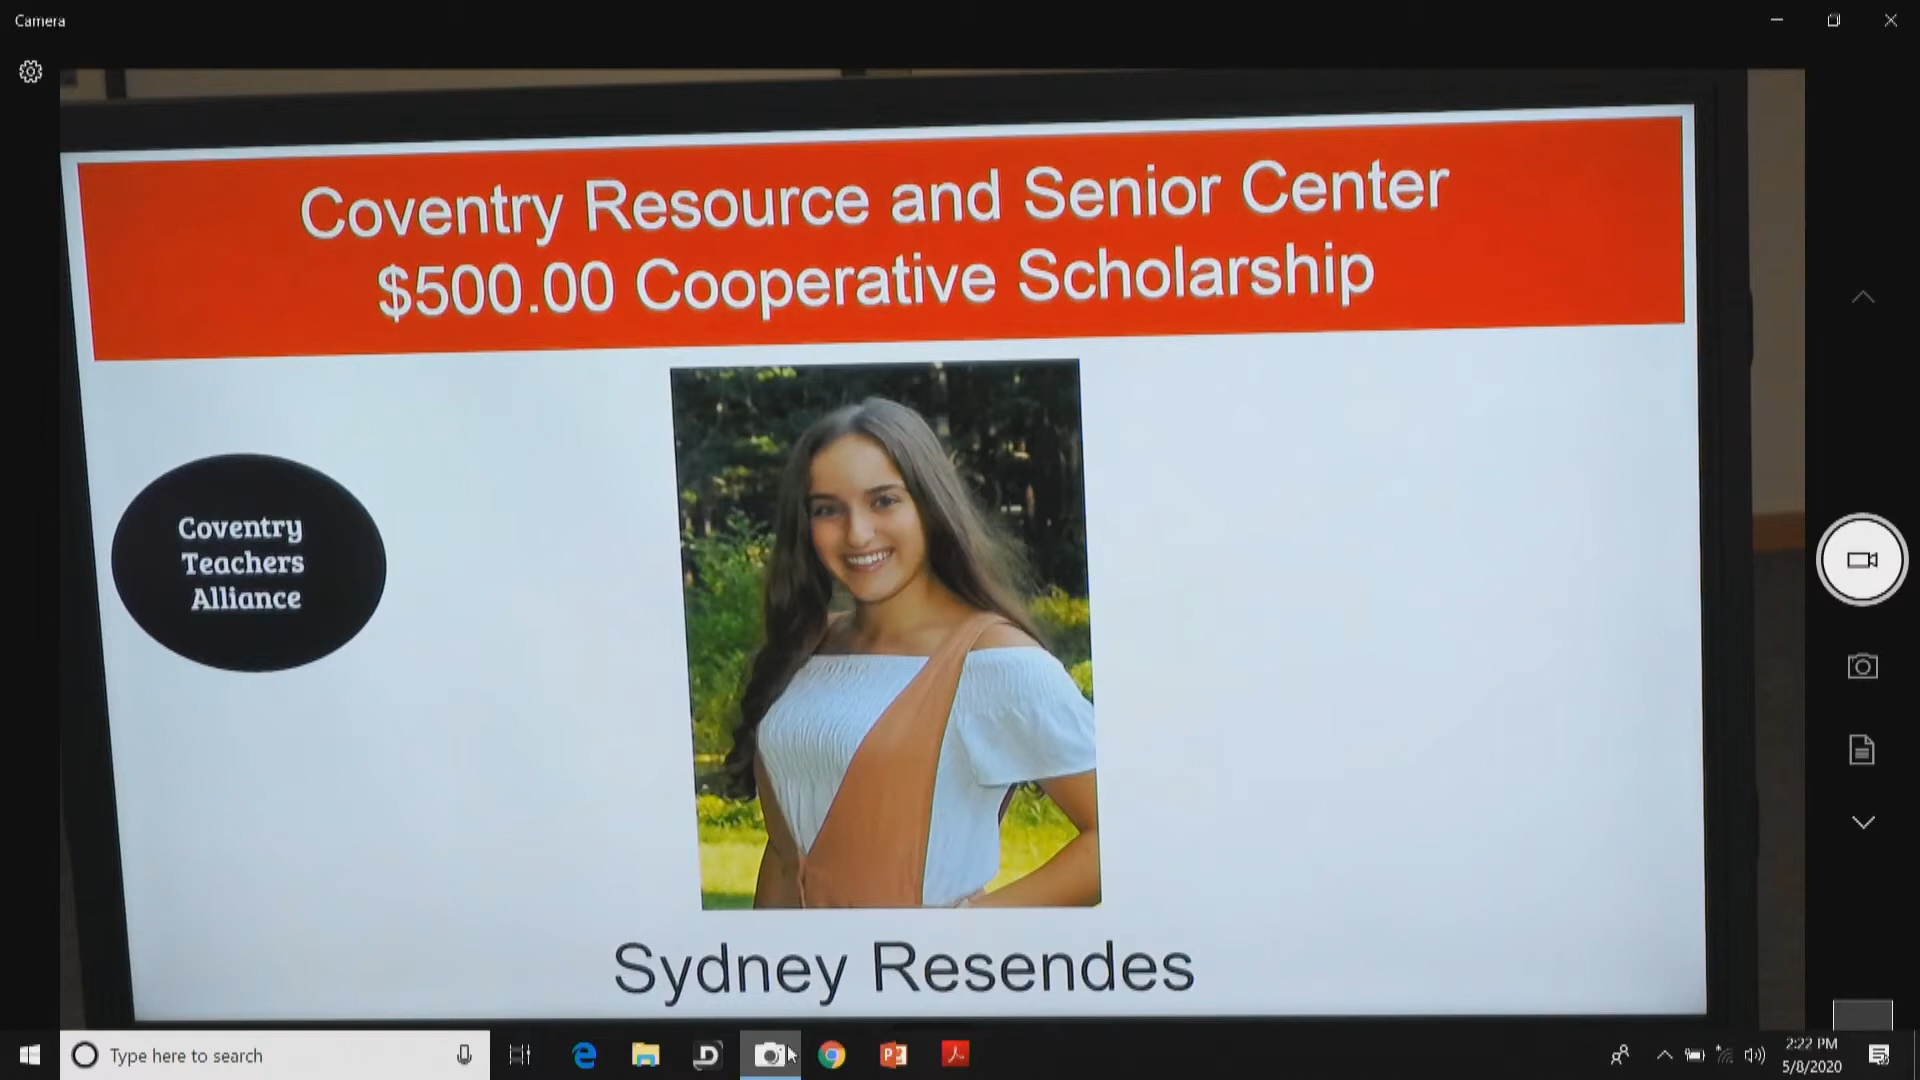 Camera
Coventry Resource and Senior Center
$500.00 Cooperative Scholarship
Coventry
Teachers
Alliance
Sydney Resendes
Type here to search
2:22 PM
5/8/2020